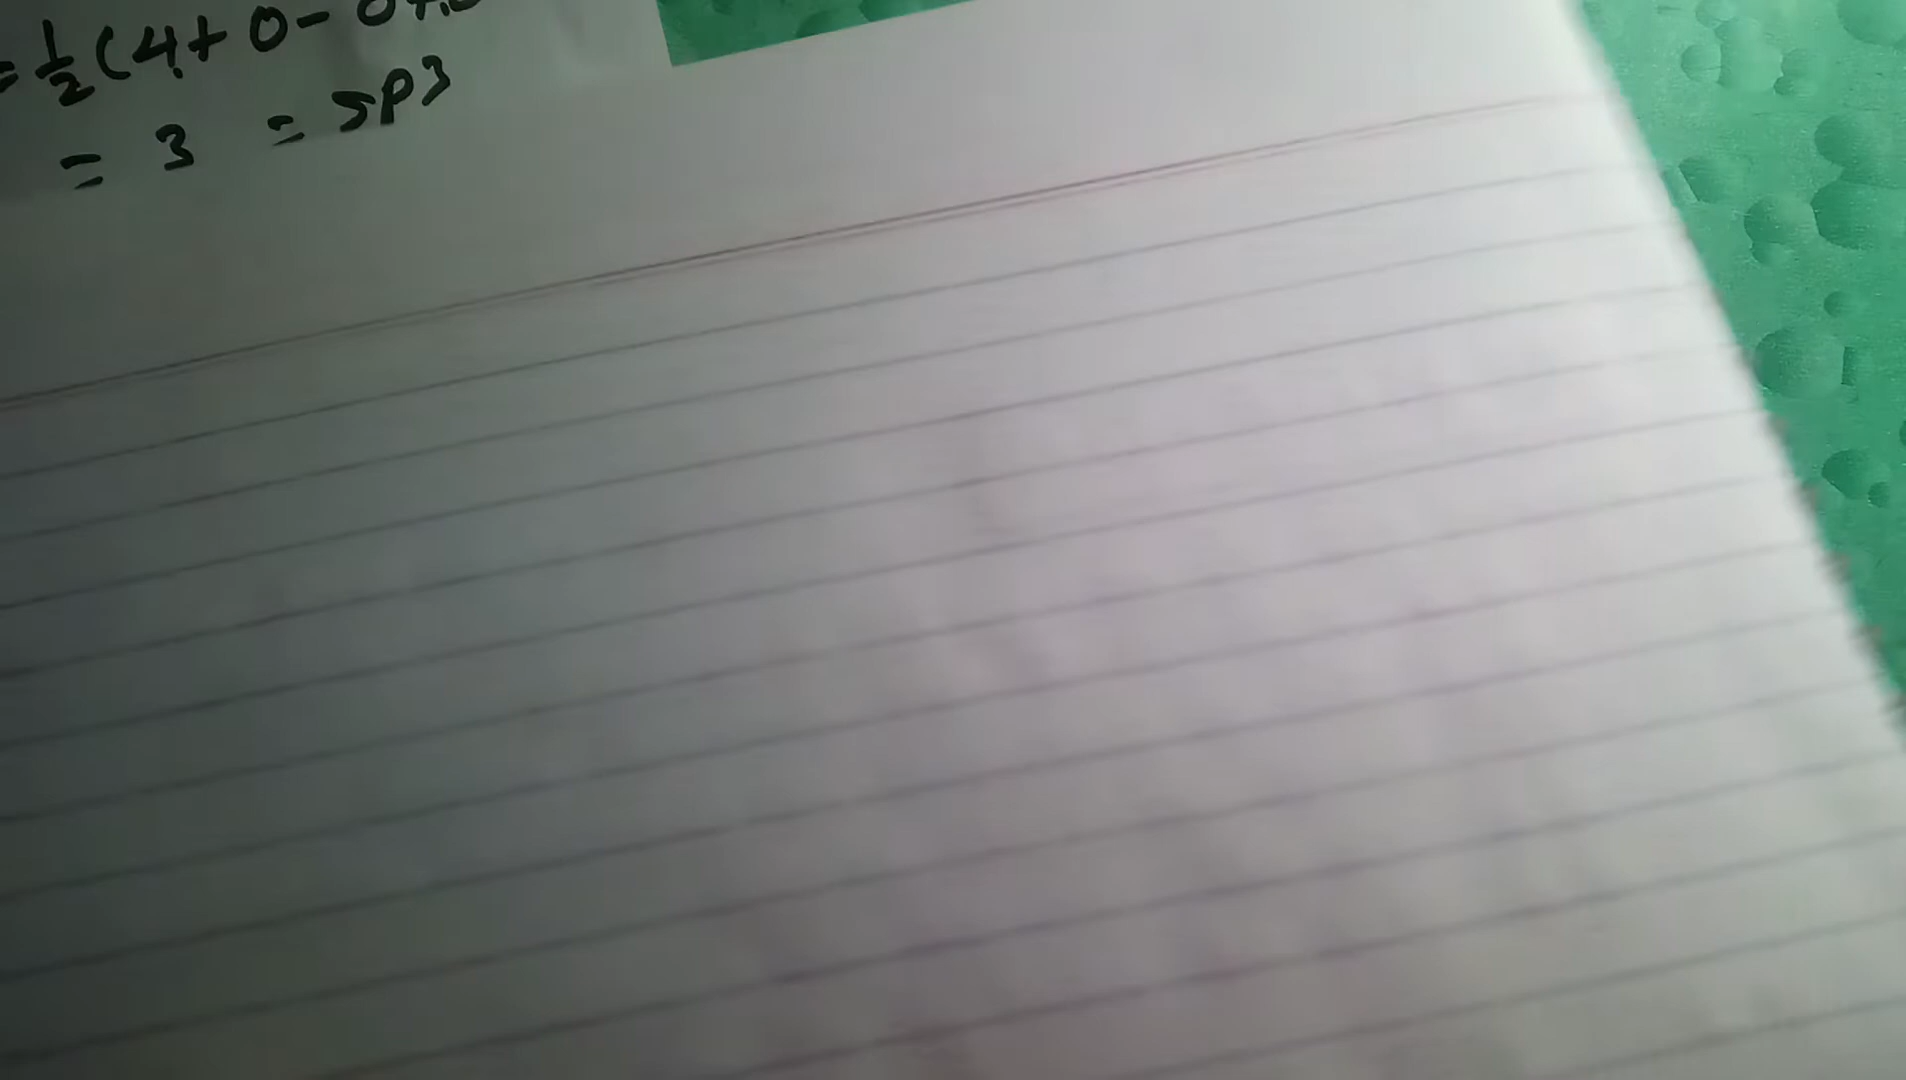 = 1/2 (4+ 0-
= 3 = SP3